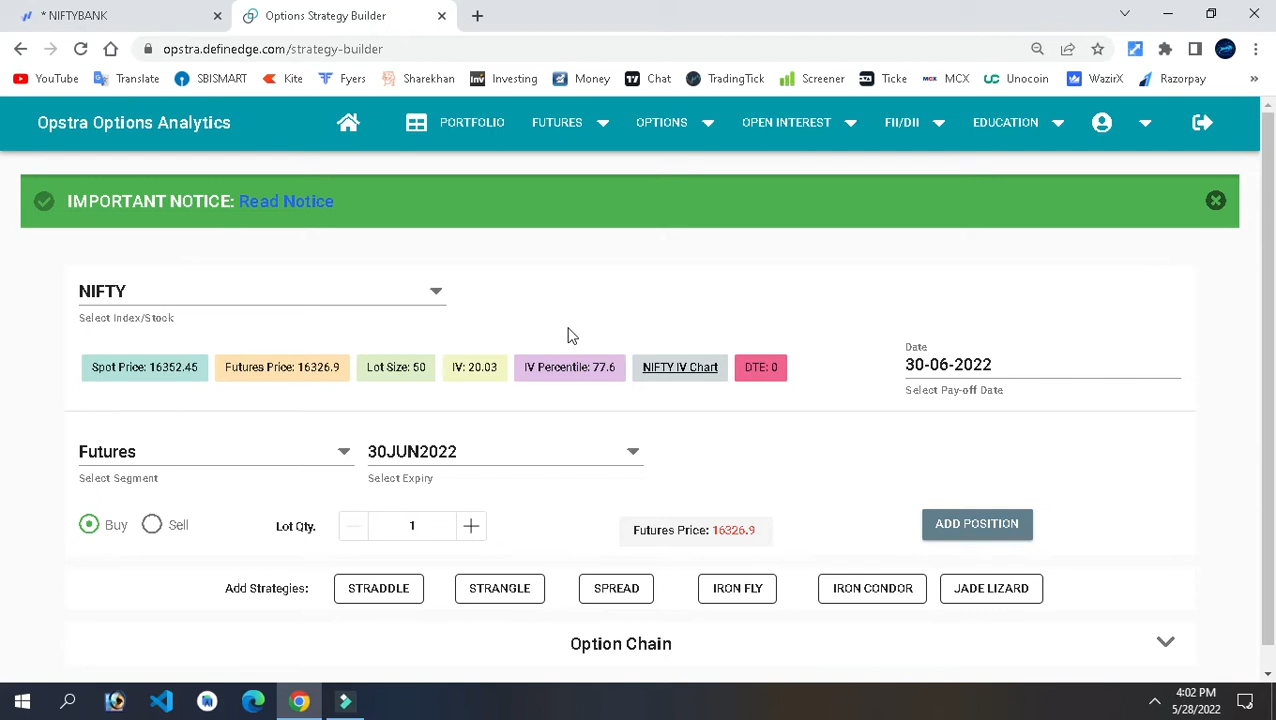 * NIFTYBANK
Options Strategy Builder
opstra.definedge.com/strategy-builder
YouTube Translate SBISMART Kite Fyers Sharekhan Investing Money Chat TradingTick Screener Ticke MCX Unocoin WazirX Razorpay »
Opstra Options Analytics PORTFOLIO FUTURES OPTIONS OPEN INTEREST FII/DII EDUCATION
IMPORTANT NOTICE: Read Notice
NIFTY
Select Index/Stock
Spot Price: 16352.45 Futures Price: 16326.9 Lot Size: 50 IV: 20.03 IV Percentile: 77.6 NIFTY IV Chart DTE: 0
Date
30-06-2022
Select Pay-off Date
Futures 30JUN2022
Select Segment Select Expiry
Buy Sell Lot Qty. 1 Futures Price: 16326.9 ADD POSITION
Add Strategies: STRADDLE STRANGLE SPREAD IRON FLY IRON CONDOR JADE LIZARD
Option Chain
4:02 PM
5/28/2022